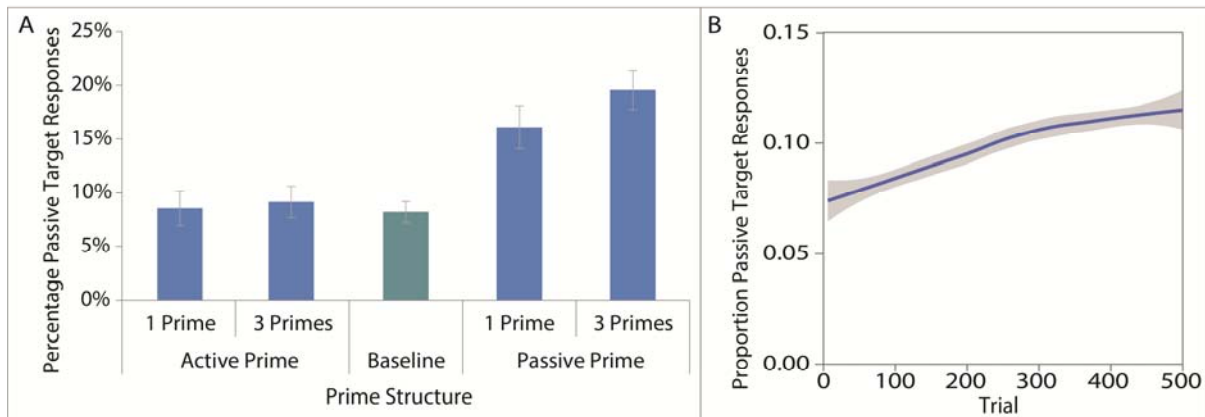 A
Percentage Passive Target Responses
25%
20%
15%
10%
5%
0%
1 Prime
3 Primes
1 Prime
3 Primes
Active Prime
Baseline
Passive Prime
Prime Structure
B
Proportion Passive Target Responses
0.15
0.10
0.05
0.00
0
100
200
300
400
500
Trial